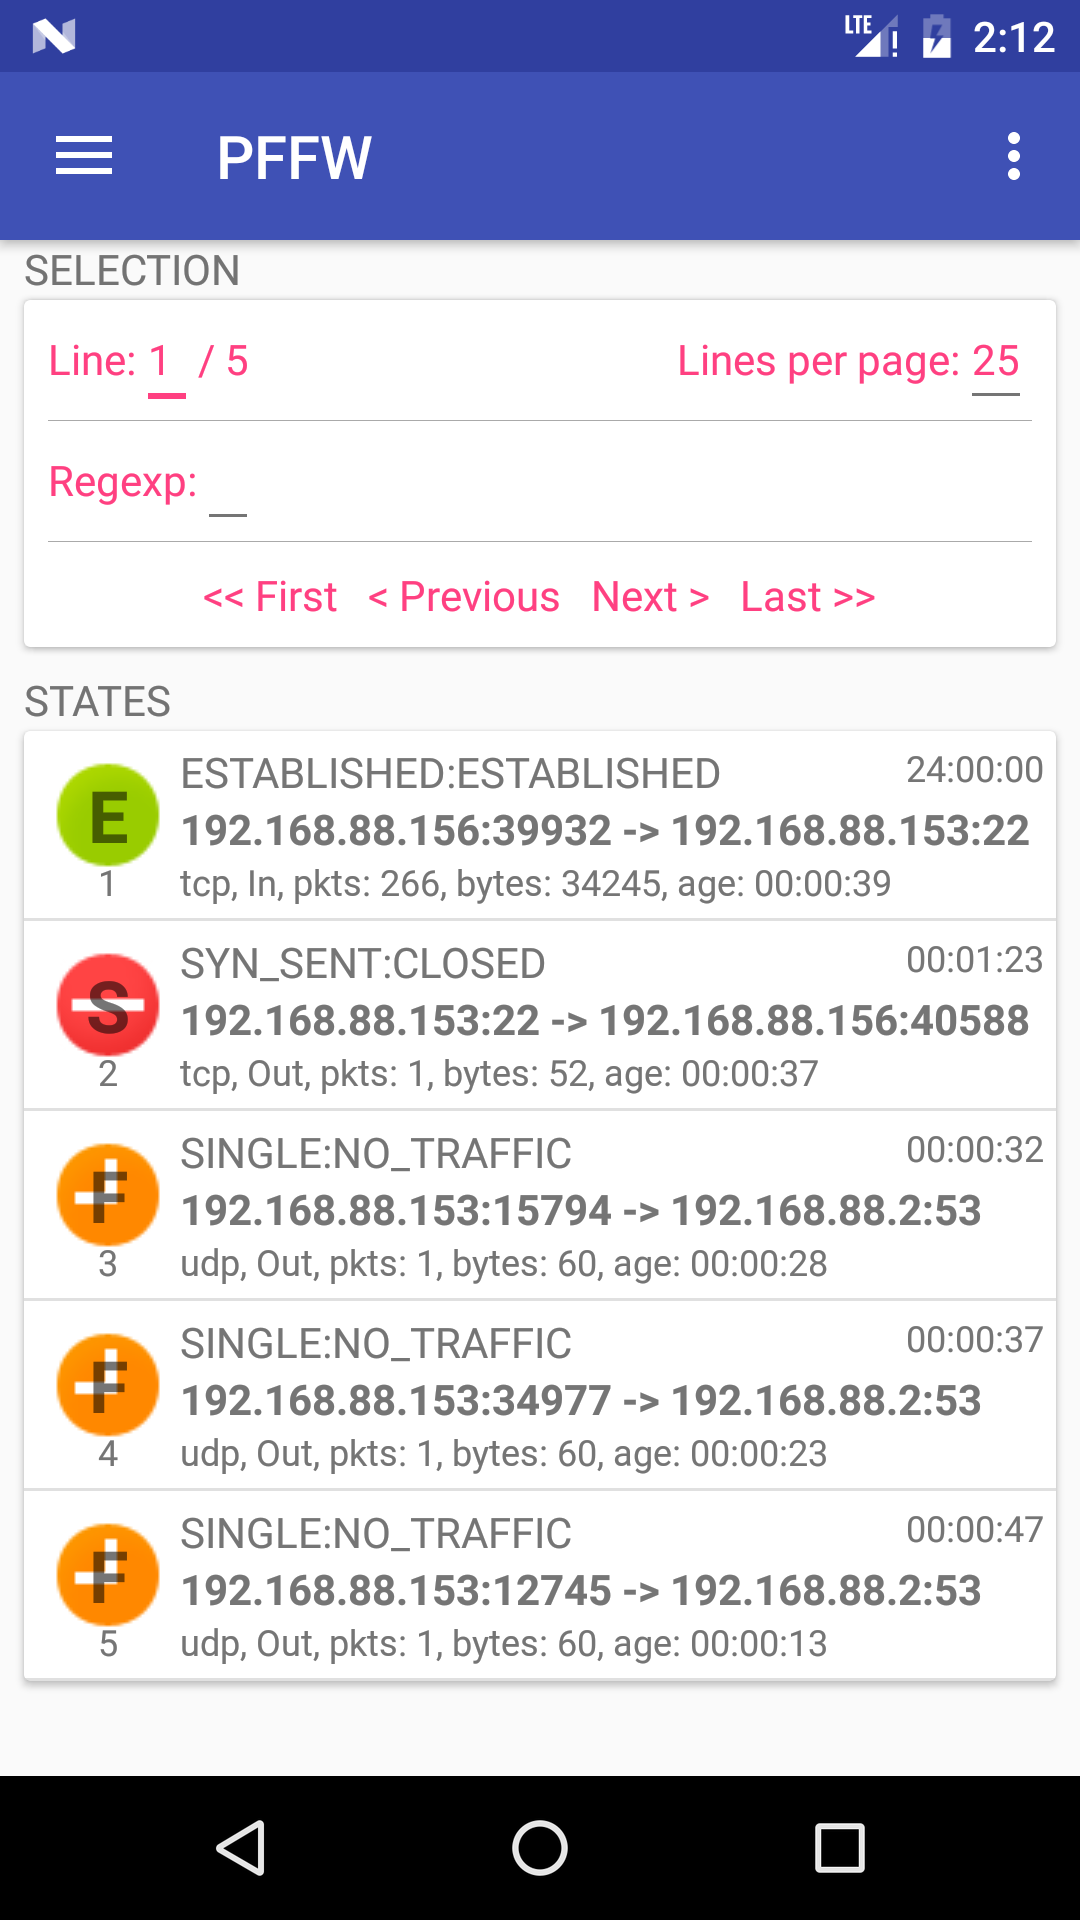 LTE 2:12
PFFW
SELECTION
Line: 1 / 5 Lines per page: 25
Regexp:
<< First < Previous Next > Last >>
STATES
ESTABLISHED:ESTABLISHED 24:00:00
E
192.168.88.156:39932 -> 192.168.88.153:22
1 tcp, In, pkts: 266, bytes: 34245, age: 00:00:39
SYN_SENT:CLOSED 00:01:23
S
192.168.88.153:22 -> 192.168.88.156:40588
2 tcp, Out, pkts: 1, bytes: 52, age: 00:00:37
SINGLE:NO_TRAFFIC 00:00:32
F
192.168.88.153:15794 -> 192.168.88.2:53
3 udp, Out, pkts: 1, bytes: 60, age: 00:00:28
SINGLE:NO_TRAFFIC 00:00:37
F
192.168.88.153:34977 -> 192.168.88.2:53
4 udp, Out, pkts: 1, bytes: 60, age: 00:00:23
SINGLE:NO_TRAFFIC 00:00:47
F
192.168.88.153:12745 -> 192.168.88.2:53
5 udp, Out, pkts: 1, bytes: 60, age: 00:00:13